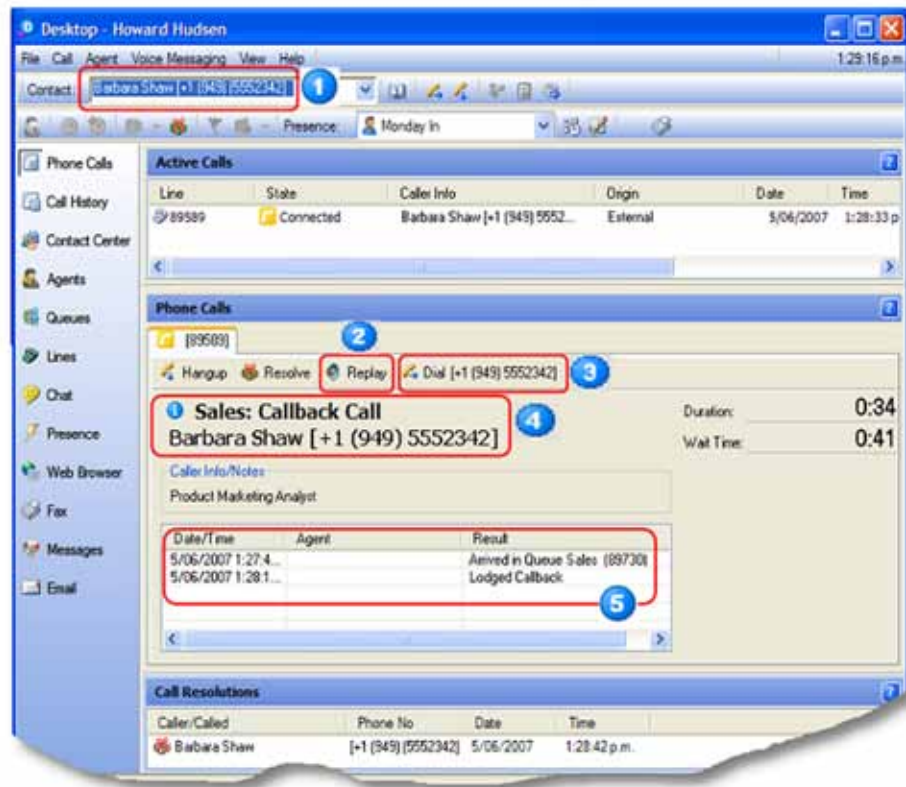 Desktop - Howard Hudsen
File Call Agent Voice Messaging View Help 1:29:16 p.m.
Contact: Barbara Shaw [+1 (949) (5552342] 1
Presence: Monday In
Phone Calls
Call History
Contact Center
Agents
Queues
Lines
Chat
Presence
Web Browser
Fax
Messages
Email
Active Calls
Line State Caller Info Origin Date Time
89589 Connected Barbara Shaw [+1 (949) 5552... External 5/06/2007 1:28:33 p
Phone Calls
[89589] 2
Hangup Resolve Replay Dial [+1 (949) 5552342] 3
Sales: Callback Call
Barbara Shaw [+1 (949) 5552342] 4
Duration: 0:34
Wait Time: 0:41
Caller Info/Notes
Product Marketing Analyst
Date/Time Agent Result
5/06/2007 1:27:4... Arrived in Queue Sales (89730)
5/06/2007 1:28:1... Lodged Callback
5
Call Resolutions
Caller/Called Phone No Date Time
Barbara Shaw [+1 (949) (5552342] 5/06/2007 1:28:42 p.m.